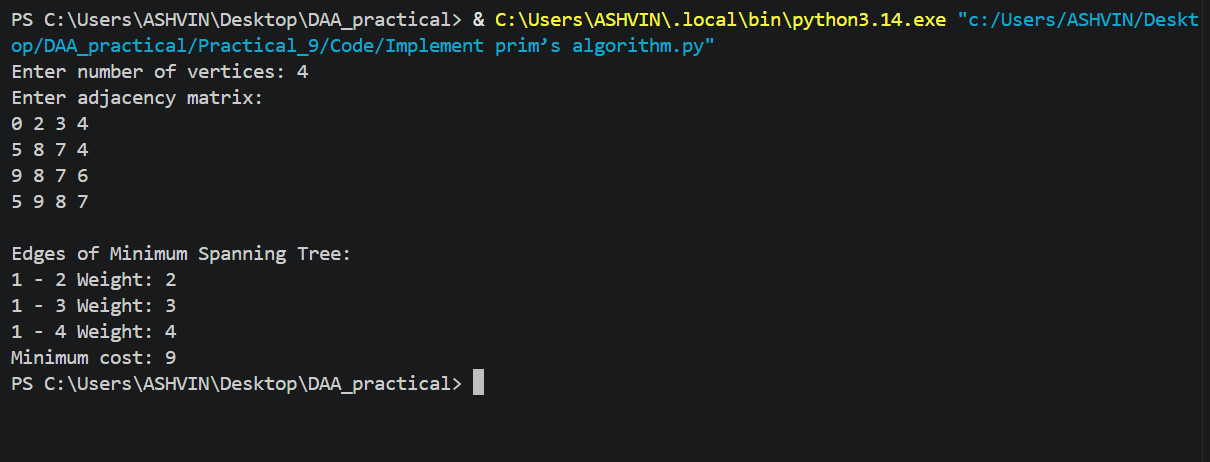 PS C:\Users\ASHVIN\Desktop\DAA_practical> & C:\Users\ASHVIN\.local\bin\python3.14.exe "c:/Users/ASHVIN/Deskt
op/DAA_practical/Practical_9/Code/Implement prim’s algorithm.py"
Enter number of vertices: 4
Enter adjacency matrix:
0 2 3 4
5 8 7 4
9 8 7 6
5 9 8 7
Edges of Minimum Spanning Tree:
1 - 2 Weight: 2
1 - 3 Weight: 3
1 - 4 Weight: 4
Minimum cost: 9
PS C:\Users\ASHVIN\Desktop\DAA_practical>